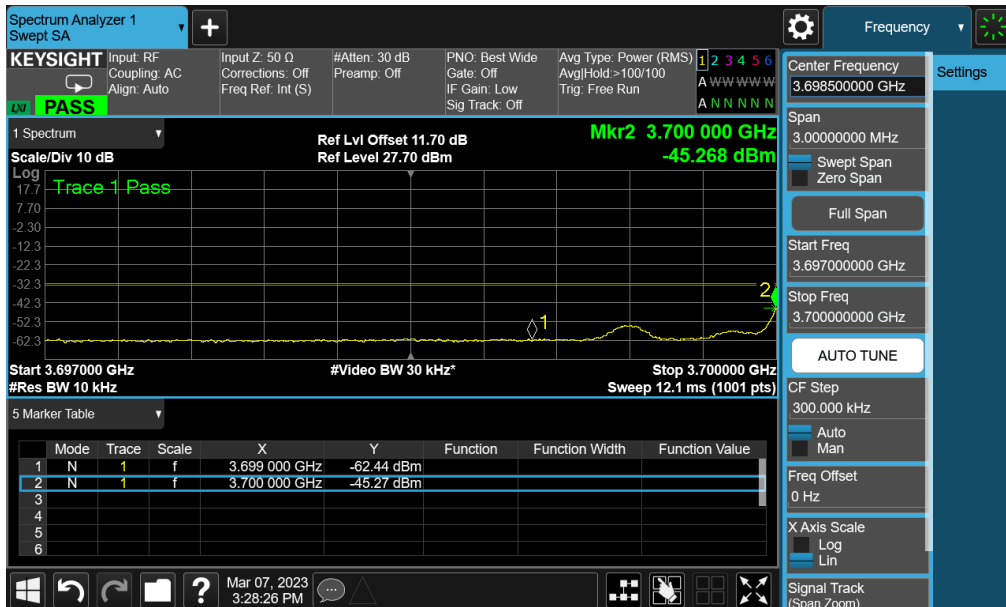 Spectrum Analyzer 1
Swept SA
+
Frequency
KEYSIGHT
LXI
PASS
Input: RF
Coupling: AC
Align: Auto
Input Z: 50 Ω
Corrections: Off
Freq Ref: Int (S)
#Atten: 30 dB
Preamp: Off
PNO: Best Wide
Gate: Off
IF Gain: Low
Sig Track: Off
Avg Type: Power (RMS)
Avg|Hold:>100/100
Trig: Free Run
1 2 3 4 5 6
A W W W W W
A N N N N N
1 Spectrum
Scale/Div 10 dB
Ref Lvl Offset 11.70 dB
Ref Level 27.70 dBm
Mkr2 3.700 000 GHz
-45.268 dBm
Log
Trace 1 Pass
17.7
7.70
-2.30
-12.3
-22.3
-32.3
-42.3
-52.3
-62.3
2
1
Start 3.697000 GHz
#Res BW 10 kHz
#Video BW 30 kHz*
Stop 3.700000 GHz
Sweep 12.1 ms (1001 pts)
5 Marker Table
Mode Trace Scale X Y Function Function Width Function Value
1 N 1 f 3.699 000 GHz -62.44 dBm
2 N 1 f 3.700 000 GHz -45.27 dBm
3
4
5
6
?
Mar 07, 2023
3:28:26 PM
Center Frequency
3.698500000 GHz
Settings
Span
3.00000000 MHz
Swept Span
Zero Span
Full Span
Start Freq
3.697000000 GHz
Stop Freq
3.700000000 GHz
AUTO TUNE
CF Step
300.000 kHz
Auto
Man
Freq Offset
0 Hz
X Axis Scale
Log
Lin
Signal Track
(Span Zoom)